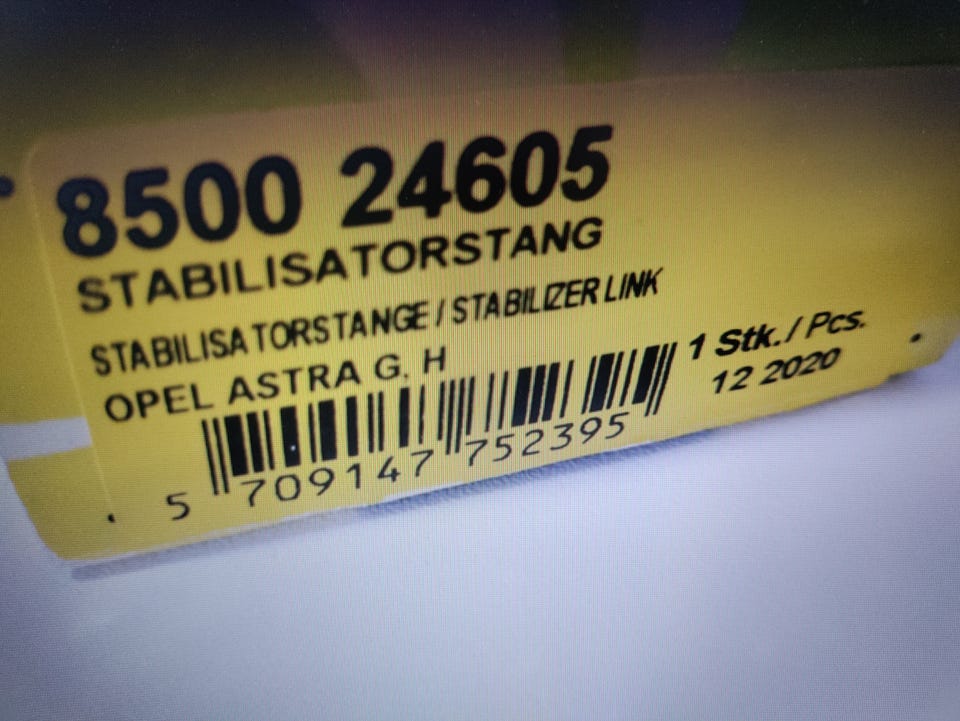 8500 24605
STABILISATORSTANG
STABILISATORSTANGE / STABILIZER LINK
OPEL ASTRA G, H
1 Stk. / Pcs.
12 2020
5 709147 752395